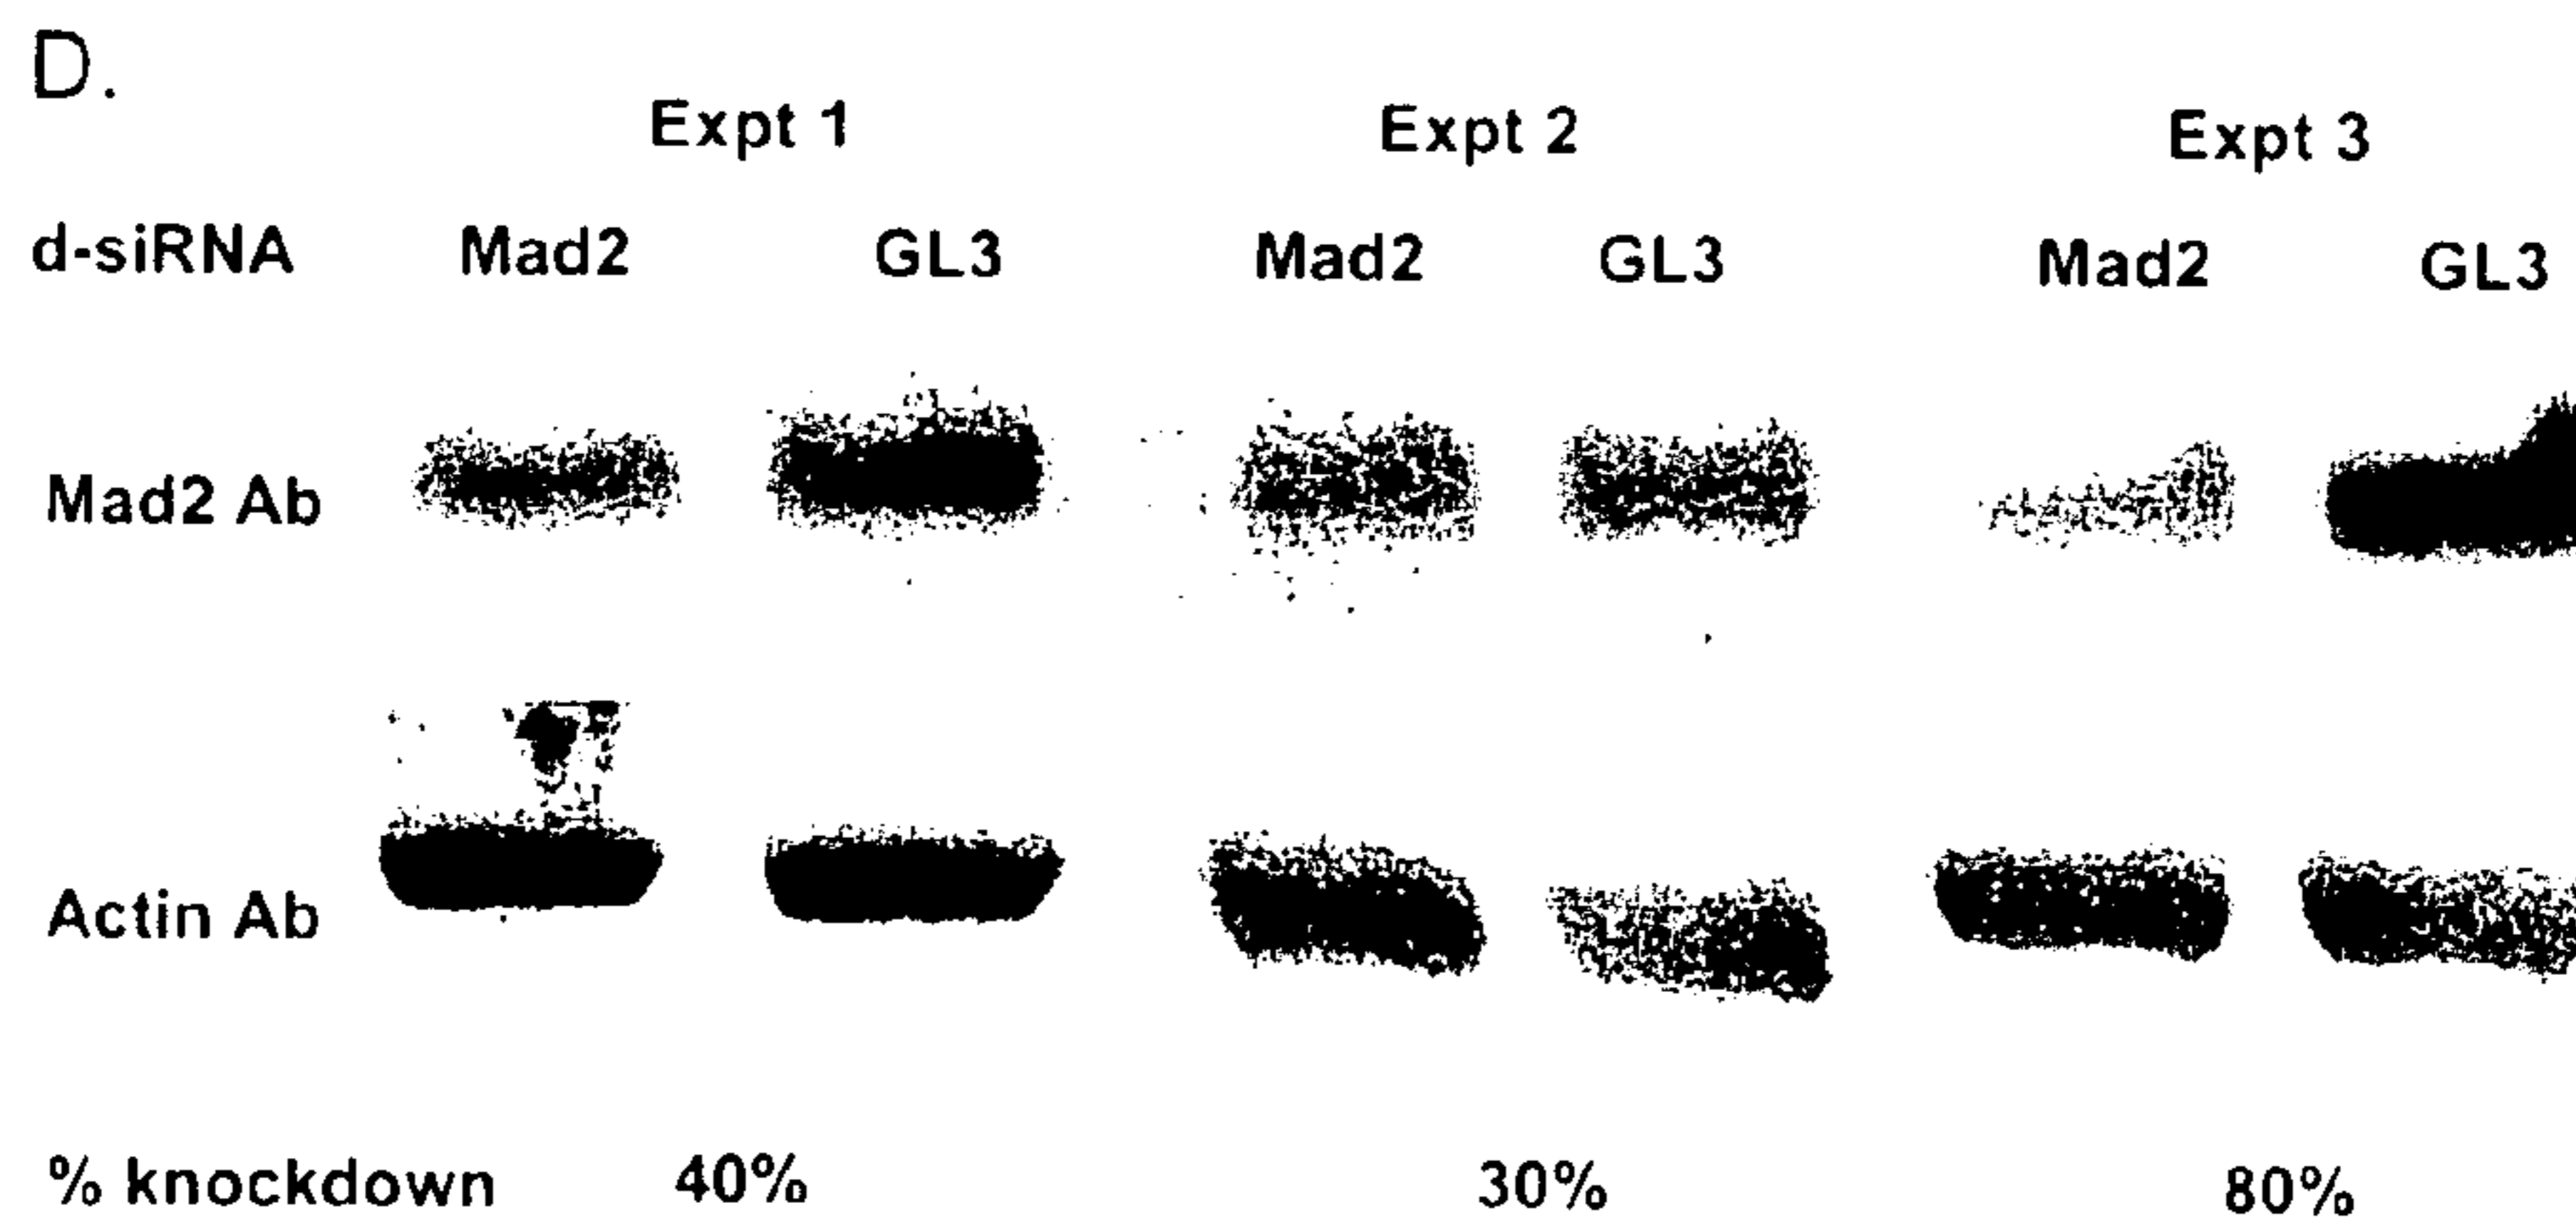 D.
Expt 1 Expt 2 Expt 3
d-siRNA Mad2 GL3 Mad2 GL3 Mad2 GL3
Mad2 Ab
Actin Ab
% knockdown 40% 30% 80%